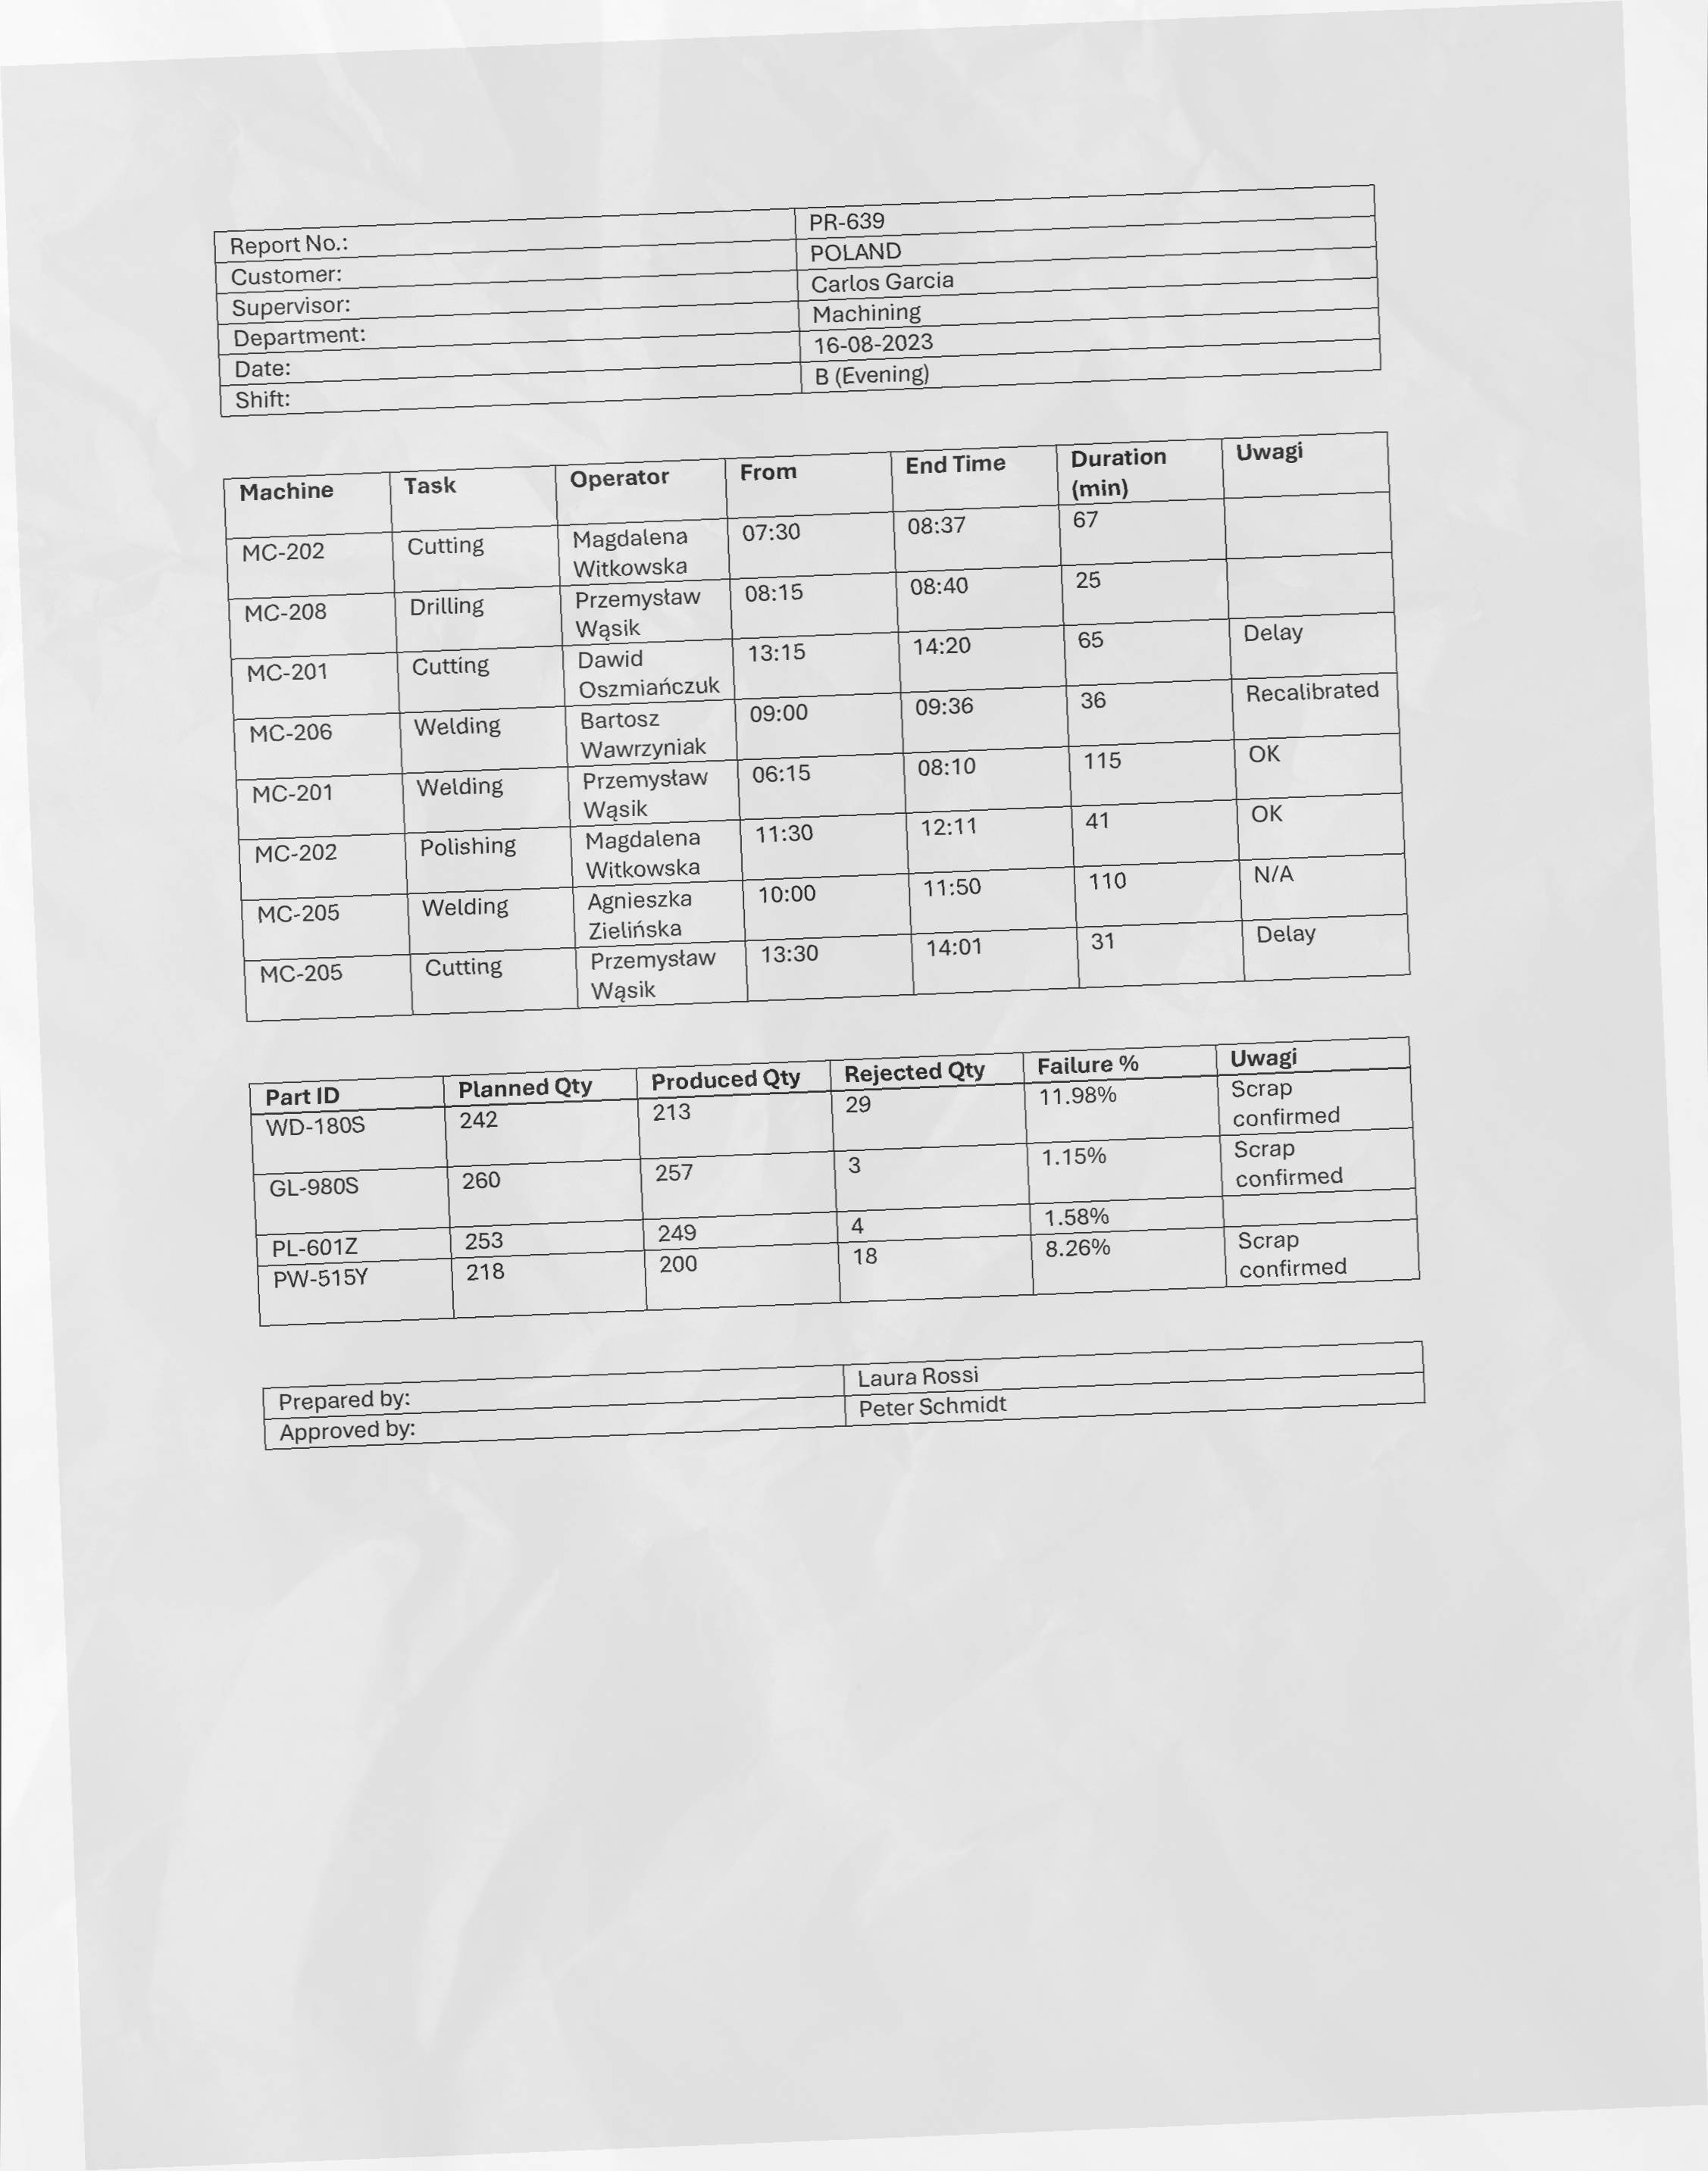 Report No.: PR-639
Customer: POLAND
Supervisor: Carlos Garcia
Department: Machining
Date: 16-08-2023
Shift: B (Evening)
Machine Task Operator From End Time Duration (min) Uwagi
MC-202 Cutting Magdalena Witkowska 07:30 08:37 67
MC-208 Drilling Przemysław Wąsik 08:15 08:40 25
MC-201 Cutting Dawid Oszmiańczuk 13:15 14:20 65 Delay
MC-206 Welding Bartosz Wawrzyniak 09:00 09:36 36 Recalibrated
MC-201 Welding Przemysław Wąsik 06:15 08:10 115 OK
MC-202 Polishing Magdalena Witkowska 11:30 12:11 41 OK
MC-205 Welding Agnieszka Zielińska 10:00 11:50 110 N/A
MC-205 Cutting Przemysław Wąsik 13:30 14:01 31 Delay
Part ID Planned Qty Produced Qty Rejected Qty Failure % Uwagi
WD-180S 242 213 29 11.98% Scrap confirmed
GL-980S 260 257 3 1.15% Scrap confirmed
PL-601Z 253 249 4 1.58%
PW-515Y 218 200 18 8.26% Scrap confirmed
Prepared by: Laura Rossi
Approved by: Peter Schmidt